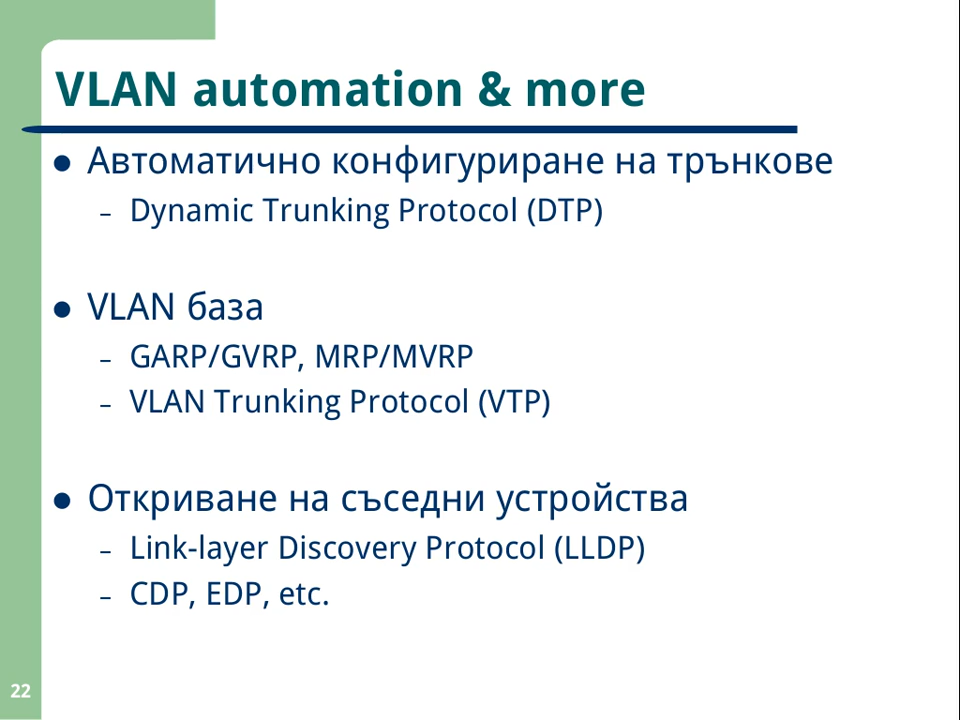 VLAN automation & more
● Автоматично конфигуриране на трънкове
– Dynamic Trunking Protocol (DTP)
● VLAN база
– GARP/GVRP, MRP/MVRP
– VLAN Trunking Protocol (VTP)
● Откриване на съседни устройства
– Link-layer Discovery Protocol (LLDP)
– CDP, EDP, etc.
22